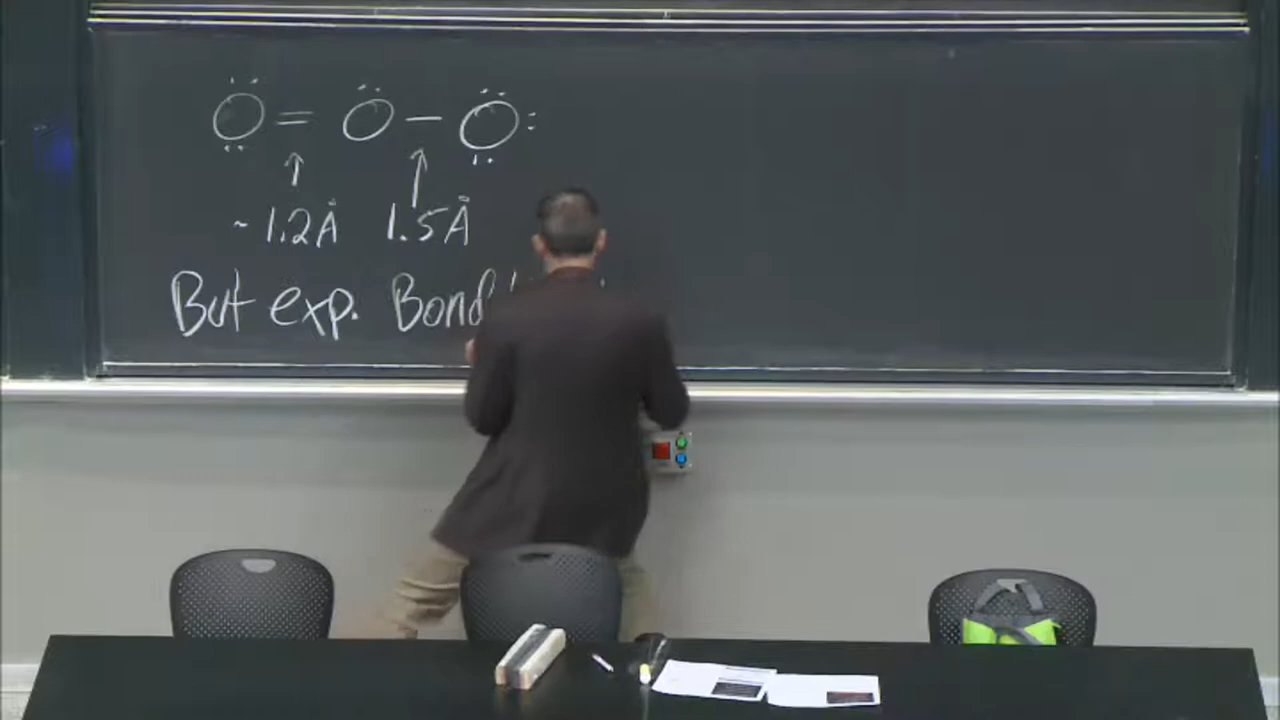 O = O - O
~1.2Å 1.5Å
But exp. Bond